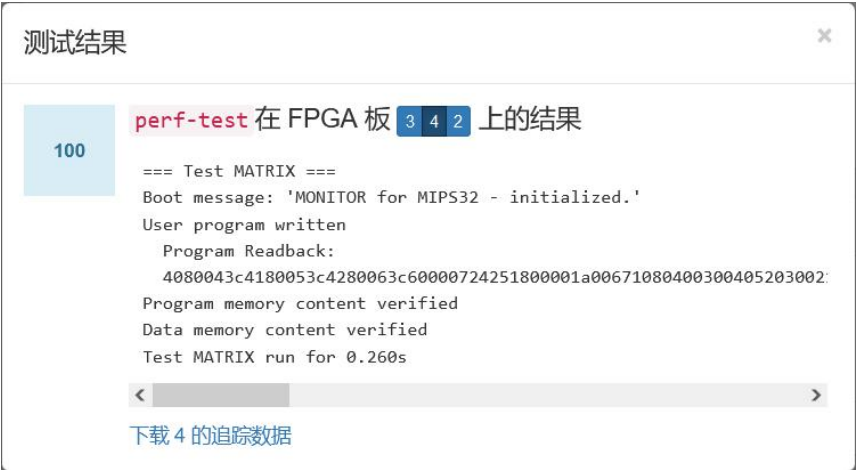 测试结果
×
100
perf-test 在 FPGA 板 3 4 2 上的结果
=== Test MATRIX ===
Boot message: 'MONITOR for MIPS32 - initialized.'
User program written
Program Readback:
4080043c4180053c4280063c60000724251800001a00671080400300405203002
Program memory content verified
Data memory content verified
Test MATRIX run for 0.260s
下载 4 的追踪数据